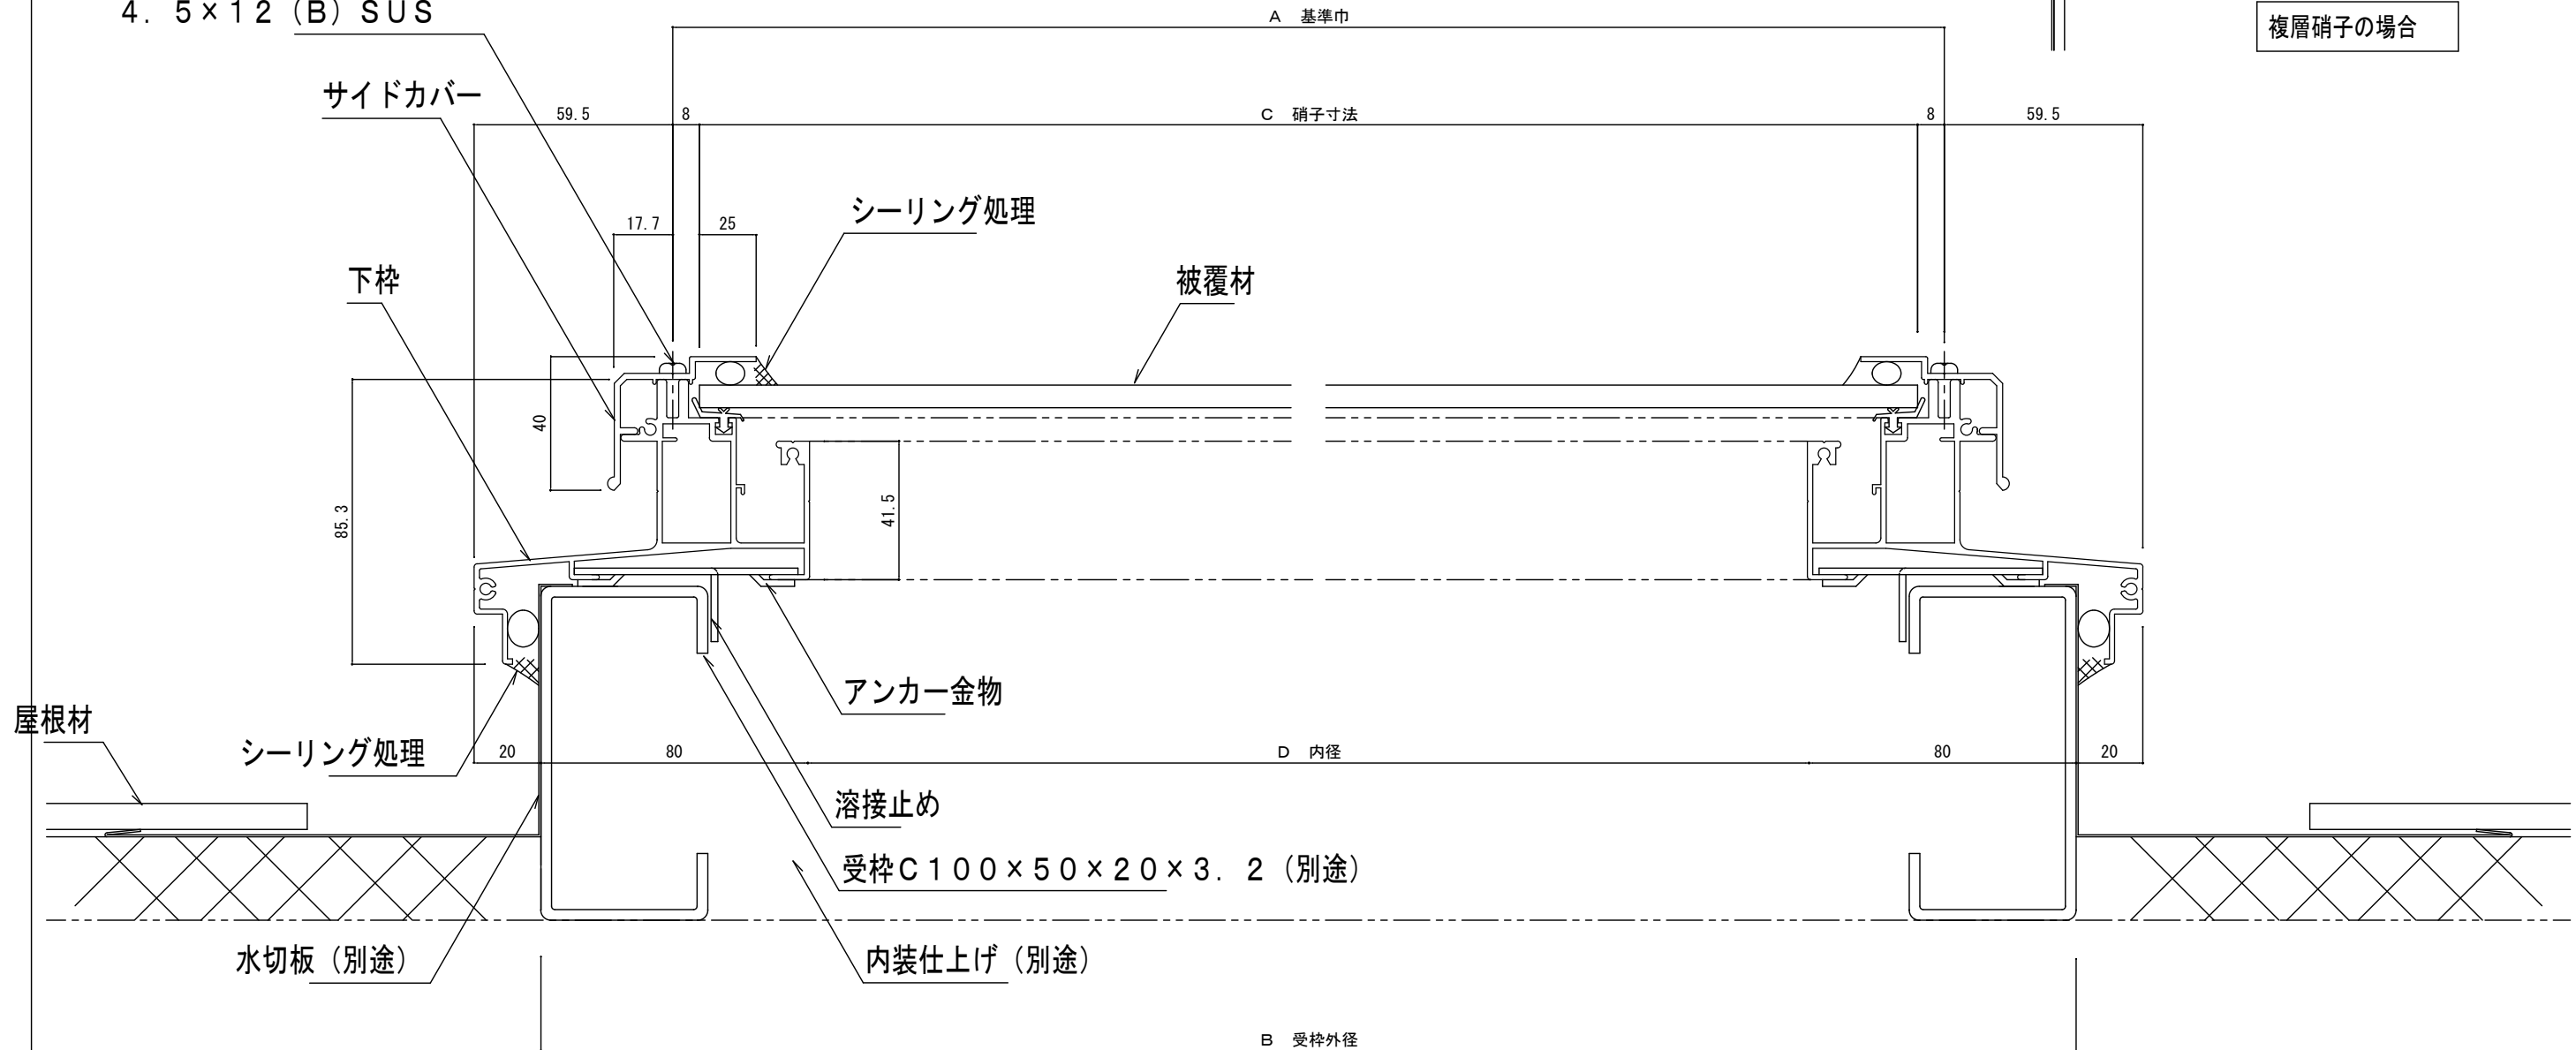 ４．５×１２（Ｂ）ＳＵＳ
Ａ　基準巾
複層硝子の場合
サイドカバー
59.5
8
Ｃ　硝子寸法
8
59.5
17.7
25
シーリング処理
下枠
被覆材
40
85.3
41.5
アンカー金物
屋根材
シーリング処理
20
80
Ｄ　内径
80
20
溶接止め
受枠Ｃ１００×５０×２０×３．２（別途）
水切板（別途）
内装仕上げ（別途）
Ｂ　受枠外径